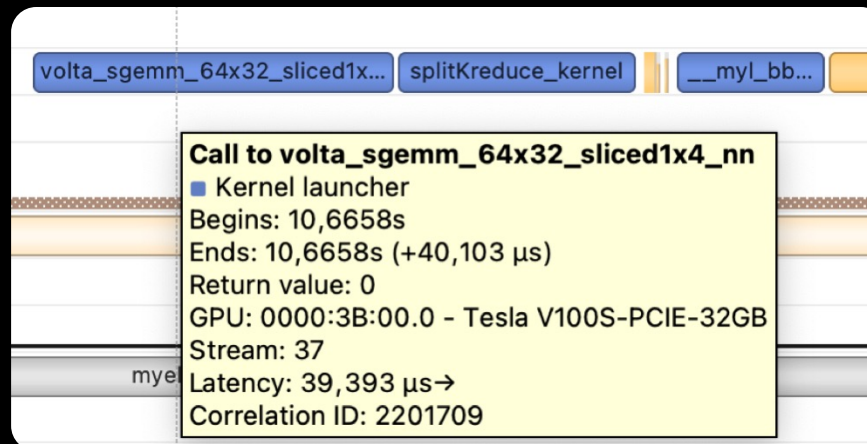 volta_sgemm_64x32_sliced1x...
splitKreduce_kernel
__myl_bb...
Call to volta_sgemm_64x32_sliced1x4_nn
Kernel launcher
Begins: 10,6658s
Ends: 10,6658s (+40,103 μs)
Return value: 0
GPU: 0000:3B:00.0 - Tesla V100S-PCIE-32GB
Stream: 37
Latency: 39,393 μs→
Correlation ID: 2201709
myel